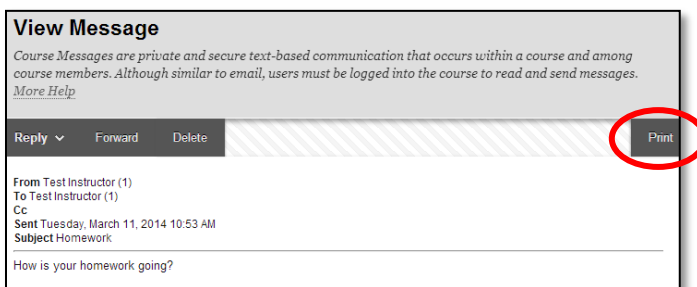 View Message
Course Messages are private and secure text-based communication that occurs within a course and among
course members. Although similar to email, users must be logged into the course to read and send messages.
More Help
Reply Forward Delete Print
From Test Instructor (1)
To Test Instructor (1)
Cc
Sent Tuesday, March 11, 2014 10:53 AM
Subject Homework
How is your homework going?